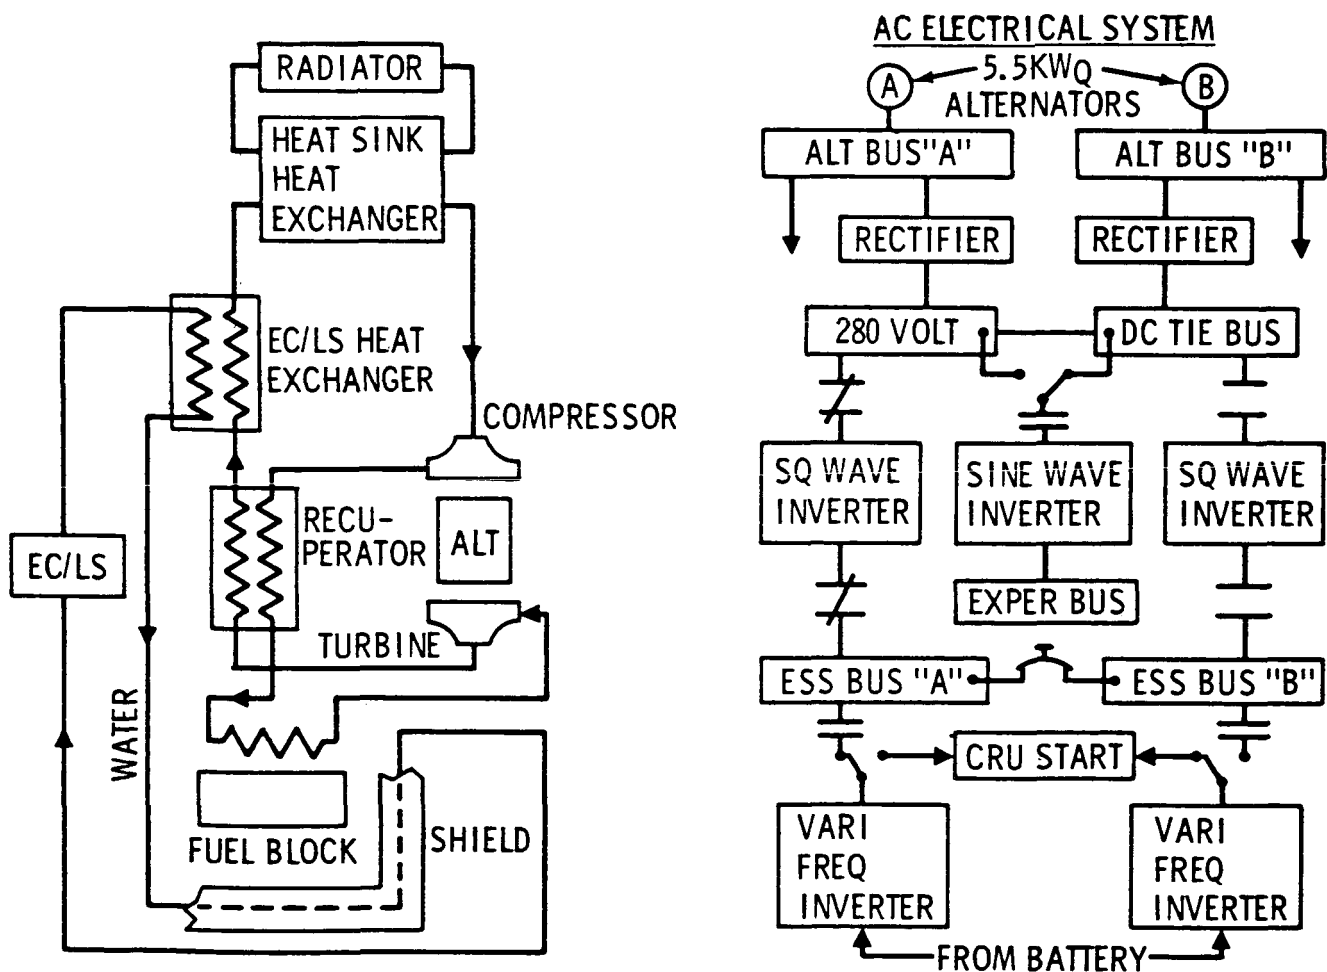 RADIATOR
HEAT SINK
HEAT
EXCHANGER
EC/LS HEAT
EXCHANGER
COMPRESSOR
RECU-
PERATOR
ALT
EC/LS
TURBINE
WATER
FUEL BLOCK
SHIELD
AC ELECTRICAL SYSTEM
A
5.5KWQ
ALTERNATORS
B
ALT BUS"A"
ALT BUS "B"
RECTIFIER
RECTIFIER
280 VOLT
DC TIE BUS
SQ WAVE
INVERTER
SINE WAVE
INVERTER
SQ WAVE
INVERTER
EXPER BUS
ESS BUS "A"
ESS BUS "B"
CRU START
VARI
FREQ
INVERTER
VARI
FREQ
INVERTER
FROM BATTERY